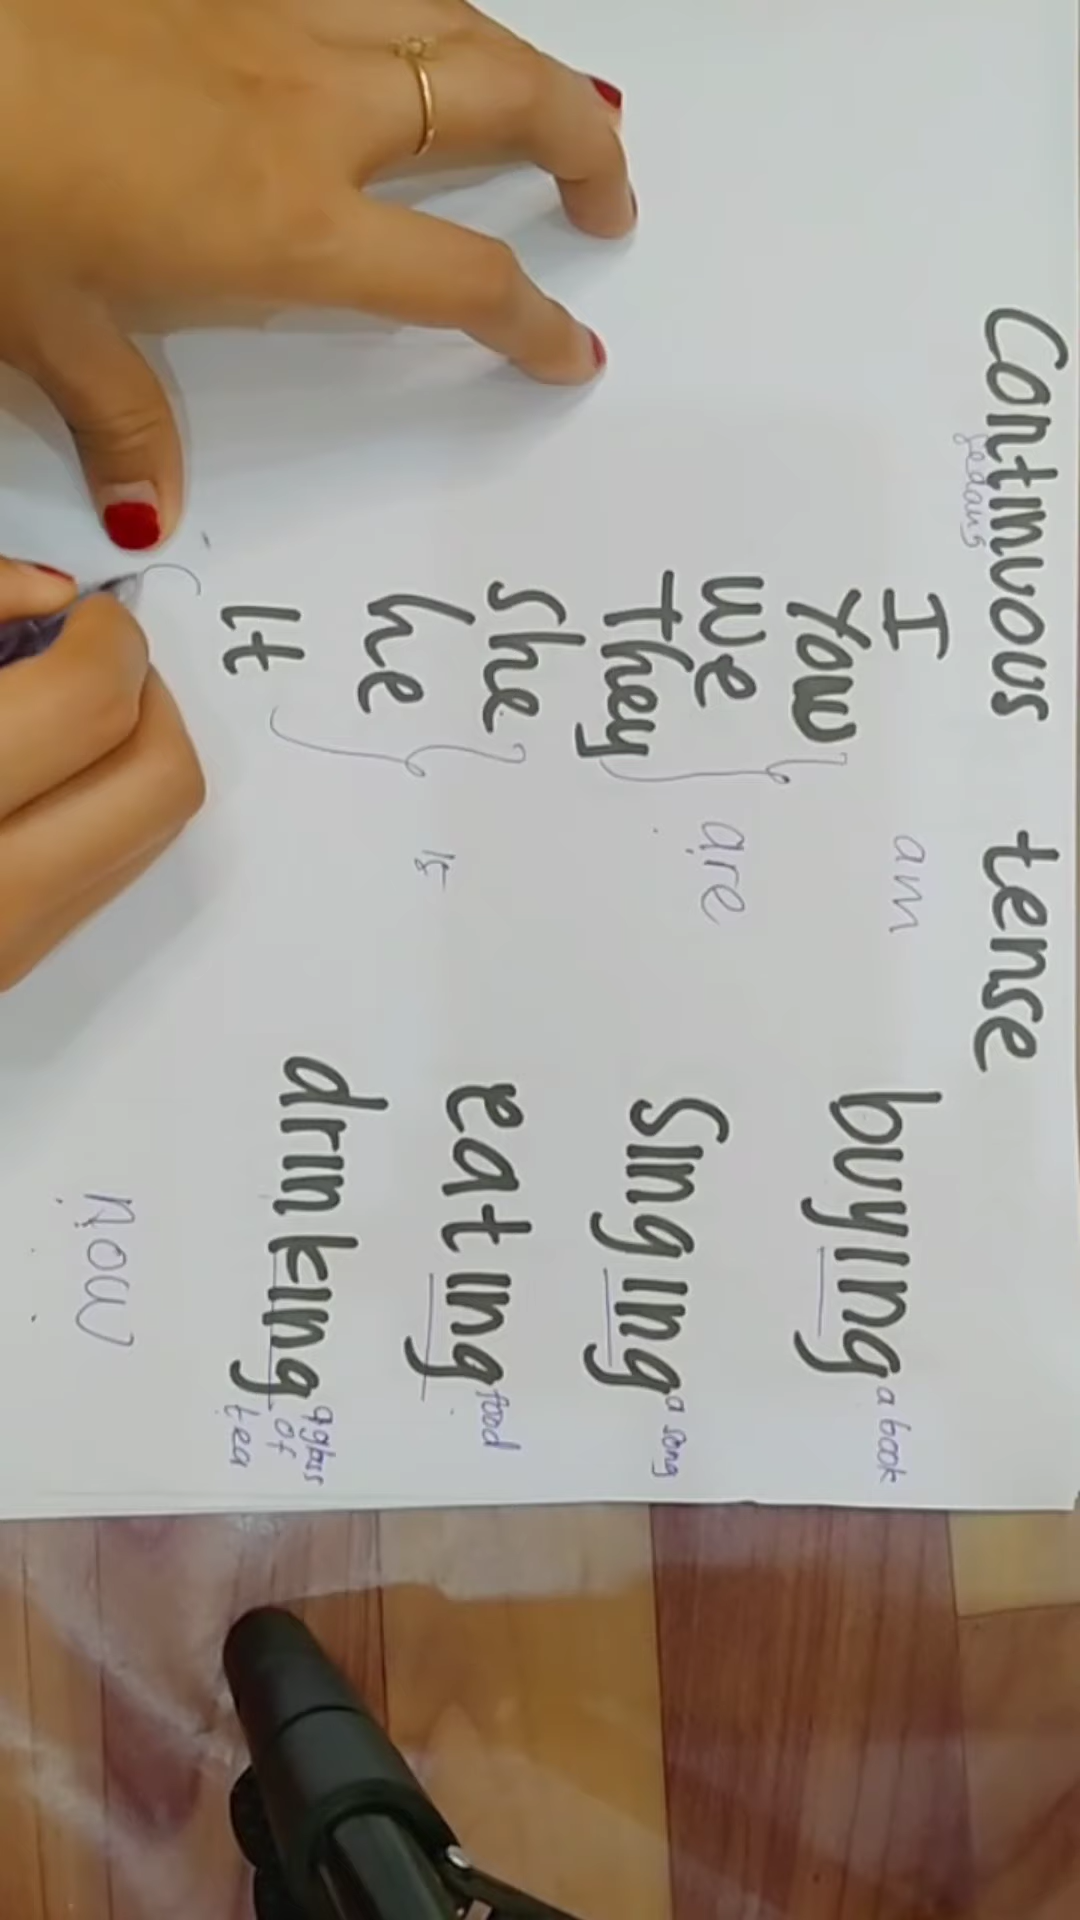 Continuous tense
sedang
I am buying a book
You
we are singing a song
They
she eating food
he is
It drinking a glass of tea
now